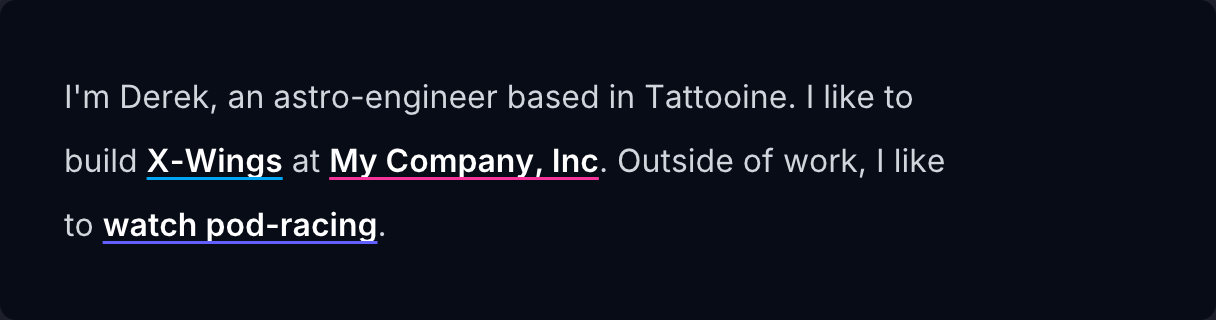 I'm Derek, an astro-engineer based in Tattooine. I like to
build X-Wings at My Company, Inc. Outside of work, I like
to watch pod-racing.